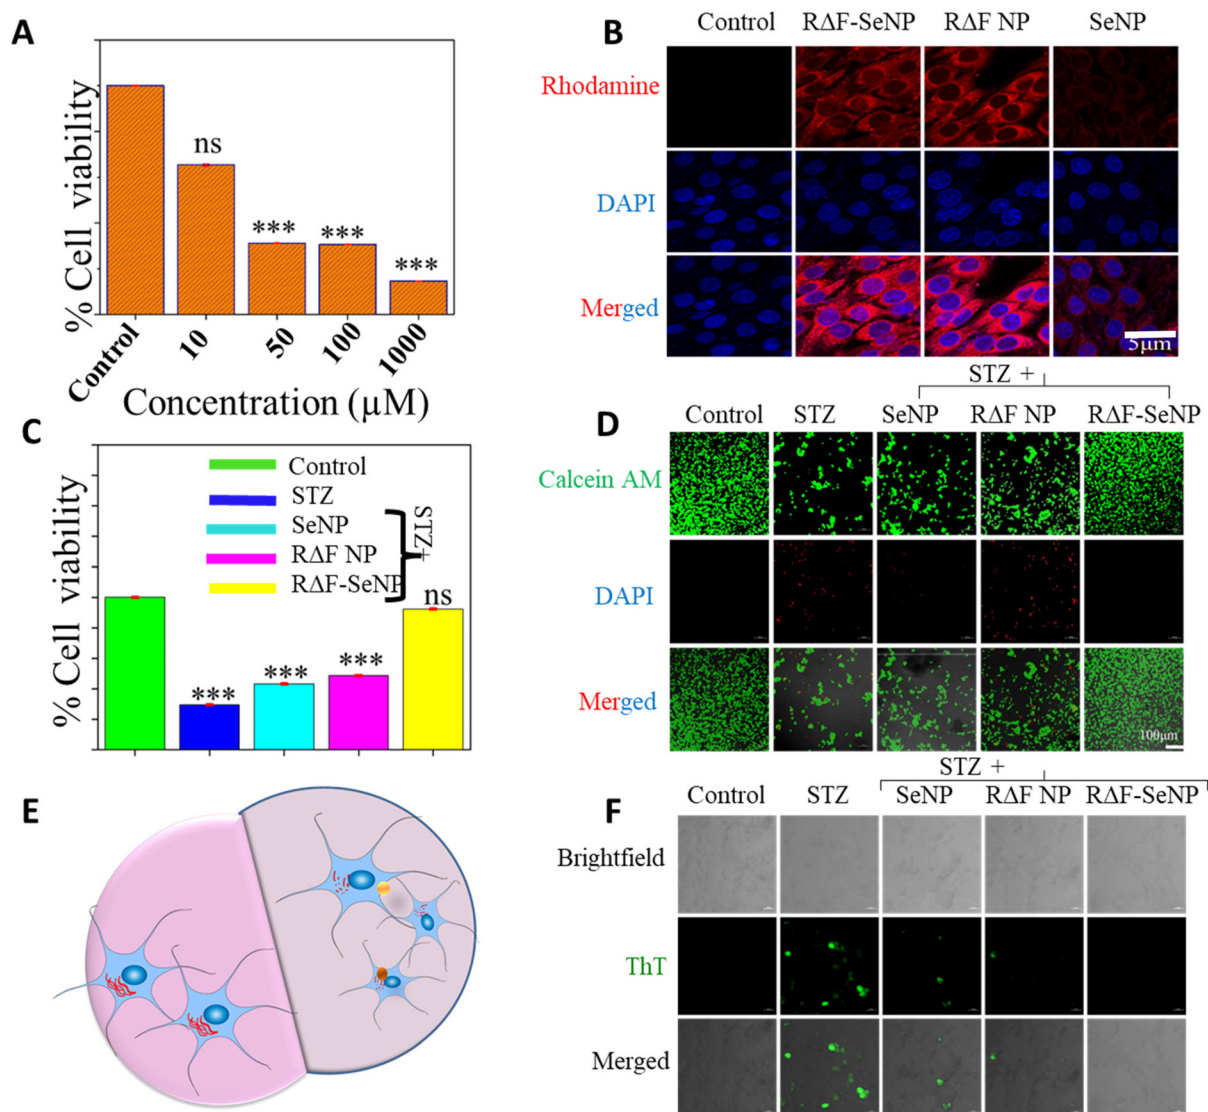 A
% Cell viability
ns
***
***
***
Control
10
50
100
1000
Concentration (µM)
B
Control
RΔF-SeNP
RΔF NP
SeNP
Rhodamine
DAPI
Merged
5µm
C
% Cell viability
Control
STZ
SeNP
RΔF NP
RΔF-SeNP
STZ+
***
***
***
ns
D
STZ +
Control
STZ
SeNP
RΔF NP
RΔF-SeNP
Calcein AM
DAPI
Merged
100µm
E
F
STZ +
Control
STZ
SeNP
RΔF NP
RΔF-SeNP
Brightfield
ThT
Merged